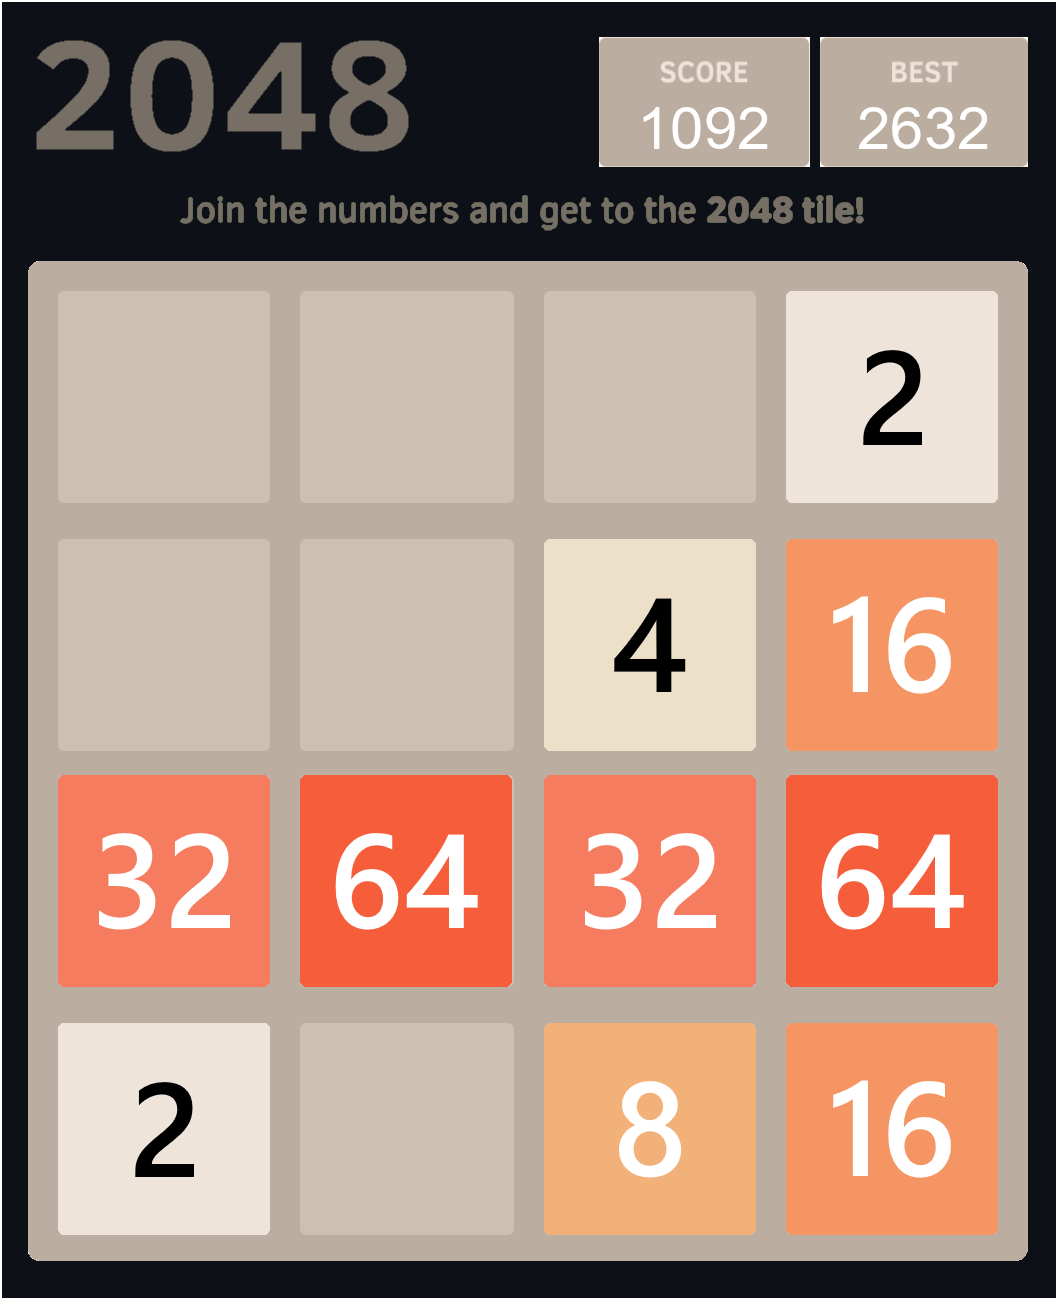 2048
SCORE BEST
1092 2632
Join the numbers and get to the 2048 tile!
2
4 16
32 64 32 64
2 8 16